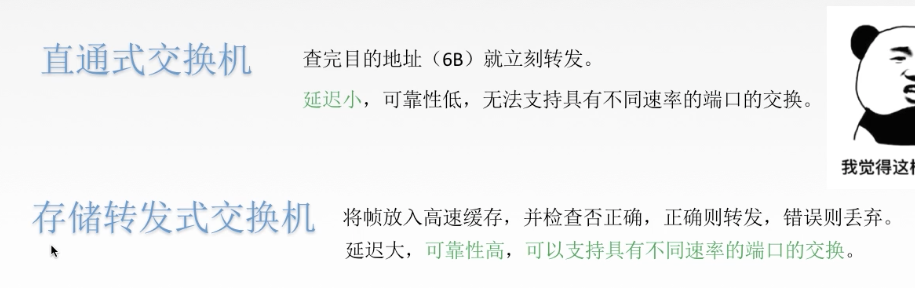 直通式交换机
查完目的地址（6B）就立刻转发。
延迟小，可靠性低，无法支持具有不同速率的端口的交换。
我觉得这
存储转发式交换机
将帧放入高速缓存，并检查否正确，正确则转发，错误则丢弃。
延迟大，可靠性高，可以支持具有不同速率的端口的交换。